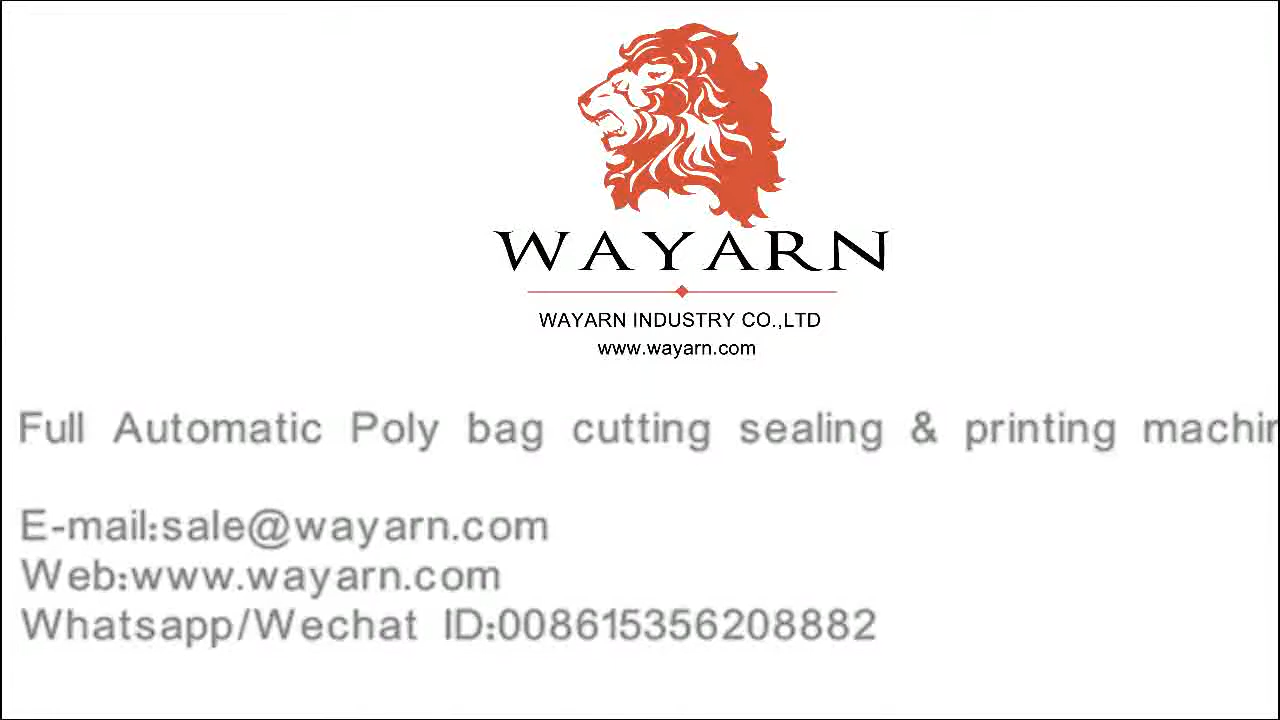 WAYARN
WAYARN INDUSTRY CO.,LTD
www.wayarn.com
Full Automatic Poly bag cutting sealing & printing machin
E-mail:sale@wayarn.com
Web:www.wayarn.com
Whatsapp/Wechat ID:008615356208882